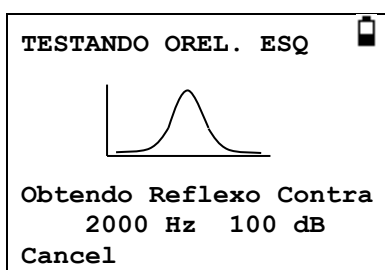 TESTANDO OREL. ESQ
Obtendo Reflexo Contra
2000 Hz 100 dB
Cancel